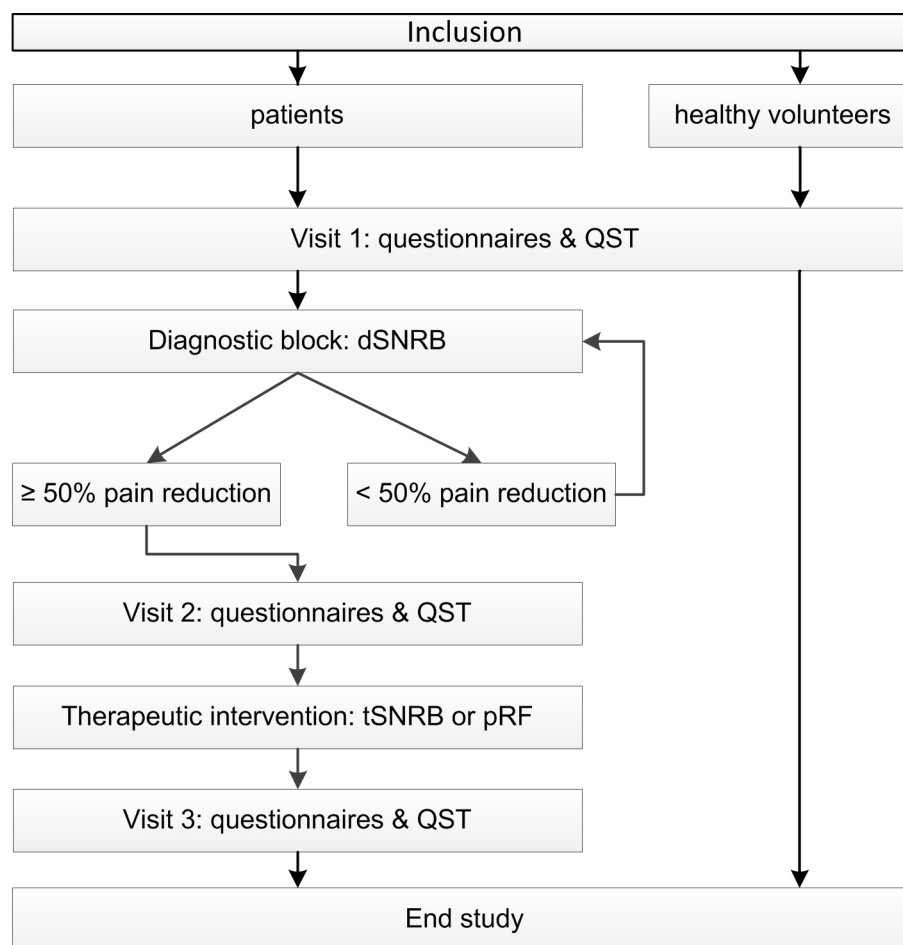 Inclusion
patients
healthy volunteers
Visit 1: questionnaires & QST
Diagnostic block: dSNRB
≥ 50% pain reduction
< 50% pain reduction
Visit 2: questionnaires & QST
Therapeutic intervention: tSNRB or pRF
Visit 3: questionnaires & QST
End study